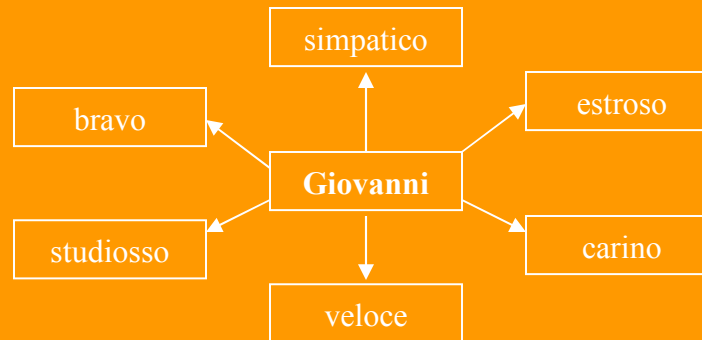 simpatico
estroso
bravo
Giovanni
studiosso
carino
veloce